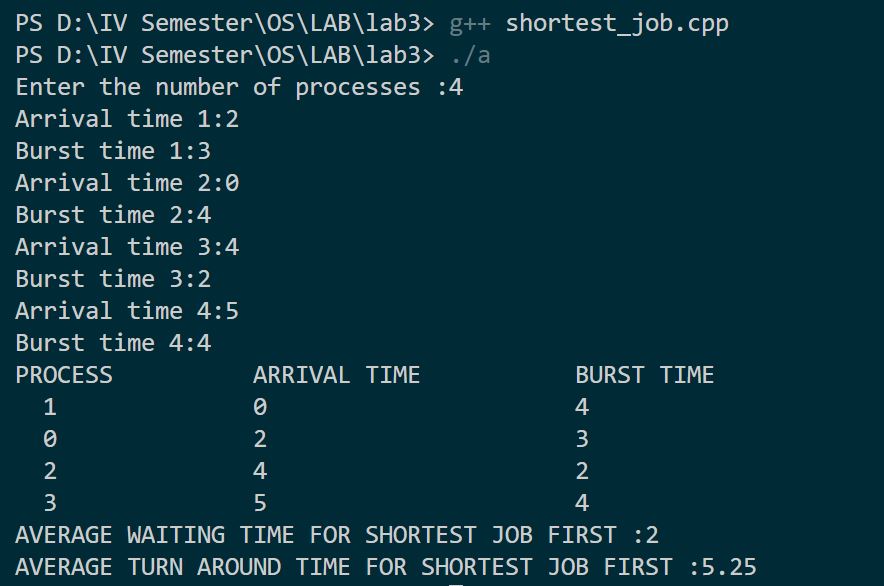 PS D:\IV Semester\OS\LAB\lab3> g++ shortest_job.cpp
PS D:\IV Semester\OS\LAB\lab3> ./a
Enter the number of processes :4
Arrival time 1:2
Burst time 1:3
Arrival time 2:0
Burst time 2:4
Arrival time 3:4
Burst time 3:2
Arrival time 4:5
Burst time 4:4
PROCESS ARRIVAL TIME BURST TIME
1 0 4
0 2 3
2 4 2
3 5 4
AVERAGE WAITING TIME FOR SHORTEST JOB FIRST :2
AVERAGE TURN AROUND TIME FOR SHORTEST JOB FIRST :5.25